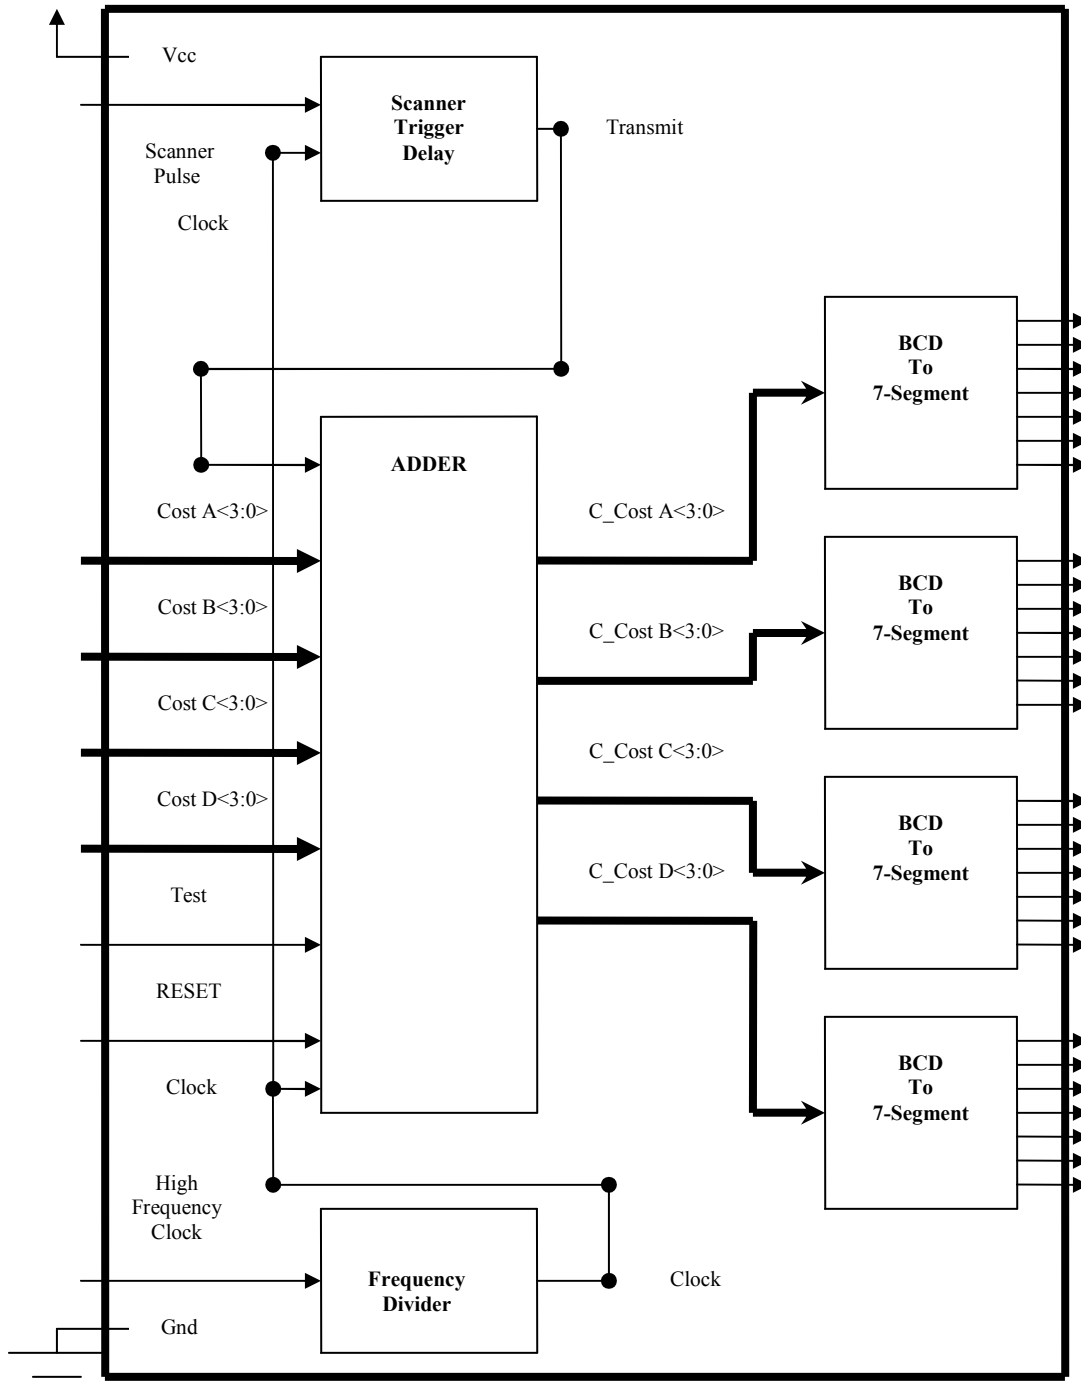 Vcc
Scanner
Trigger
Delay
Transmit
Scanner
Pulse
Clock
BCD
To
7-Segment
ADDER
Cost A<3:0>
C_Cost A<3:0>
BCD
To
7-Segment
Cost B<3:0>
C_Cost B<3:0>
Cost C<3:0>
C_Cost C<3:0>
Cost D<3:0>
BCD
To
7-Segment
C_Cost D<3:0>
Test
RESET
Clock
BCD
To
7-Segment
High
Frequency
Clock
Frequency
Divider
Clock
Gnd